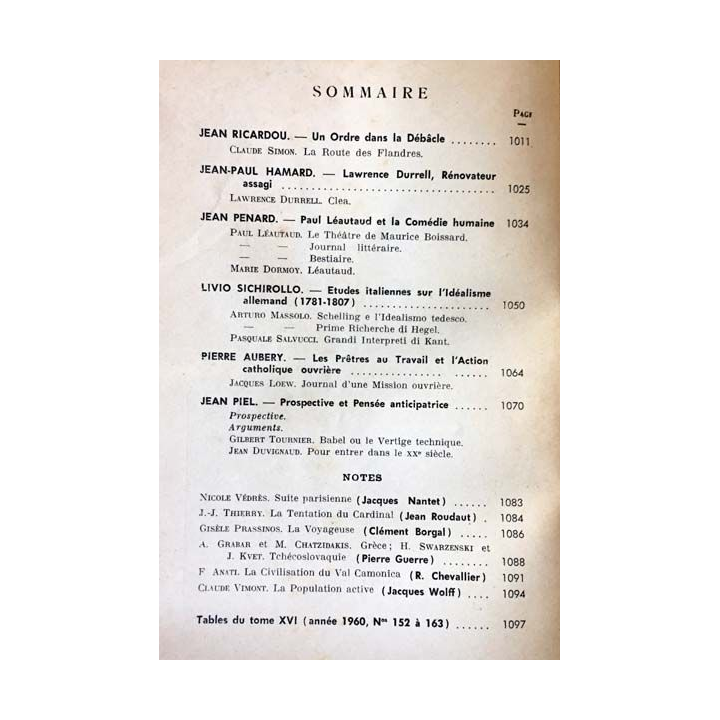 SOMMAIRE
PAGE
JEAN RICARDOU. — Un Ordre dans la Débâcle ........ 1011
CLAUDE SIMON. La Route des Flandres.
JEAN-PAUL HAMARD. — Lawrence Durrell, Rénovateur
assagi ..................................... 1025
LAWRENCE DURRELL. Clea.
JEAN PENARD. — Paul Léautaud et la Comédie humaine 1034
PAUL LÉAUTAUD. Le Théâtre de Maurice Boissard.
— — Journal littéraire.
— — Bestiaire.
MARIE DORMOY. Léautaud.
LIVIO SICHIROLLO. — Etudes italiennes sur l'Idéalisme
allemand (1781-1807) ...................... 1050
ARTURO MASSOLO. Schelling e l'Idealismo tedesco.
— — Prime Richerche di Hegel.
PASQUALE SALVUCCI. Grandi Interpreti di Kant.
PIERRE AUBERY. — Les Prêtres au Travail et l'Action
catholique ouvrière ................ ...... 1064
JACQUES LOEW. Journal d'une Mission ouvrière.
JEAN PIEL. — Prospective et Pensée anticipatrice ...... 1070
Prospective.
Arguments.
GILBERT TOURNIER. Babel ou le Vertige technique.
JEAN DUVIGNAUD. Pour entrer dans le XXe siècle.
NOTES
NICOLE VÉDRÈS. Suite parisienne (Jacques Nantet) ...... 1083
J.-J. THIERRY. La Tentation du Cardinal (Jean Roudaut) . 1084
GISÈLE PRASSINOS. La Voyageuse (Clément Borgal) ..... 1086
A. GRABAR et M. CHATZIDAKIS. Grèce; H. SWARZENSKI et
J. KVET. Tchécoslovaquie (Pierre Guerre) ........ 1088
F ANATI. La Civilisation du Val Camonica (R. Chevallier) 1091
CLAUDE VIMONT. La Population active (Jacques Wolff) .... 1094
Tables du tome XVI (année 1960, Nos 152 à 163) ...... 1097